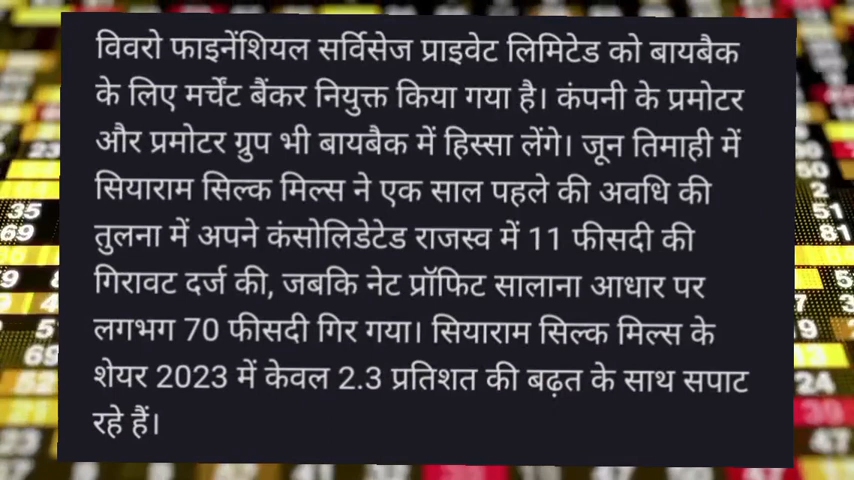 विवरो फाइनेंशियल सर्विसेज प्राइवेट लिमिटेड को बायबैक
के लिए मर्चेंट बैंकर नियुक्त किया गया है। कंपनी के प्रमोटर
और प्रमोटर ग्रुप भी बायबैक में हिस्सा लेंगे। जून तिमाही में
सियाराम सिल्क मिल्स ने एक साल पहले की अवधि की
तुलना में अपने कंसोलिडेटेड राजस्व में 11 फीसदी की
गिरावट दर्ज की, जबकि नेट प्रॉफिट सालाना आधार पर
लगभग 70 फीसदी गिर गया। सियाराम सिल्क मिल्स के
शेयर 2023 में केवल 2.3 प्रतिशत की बढ़त के साथ सपाट
रहे हैं।